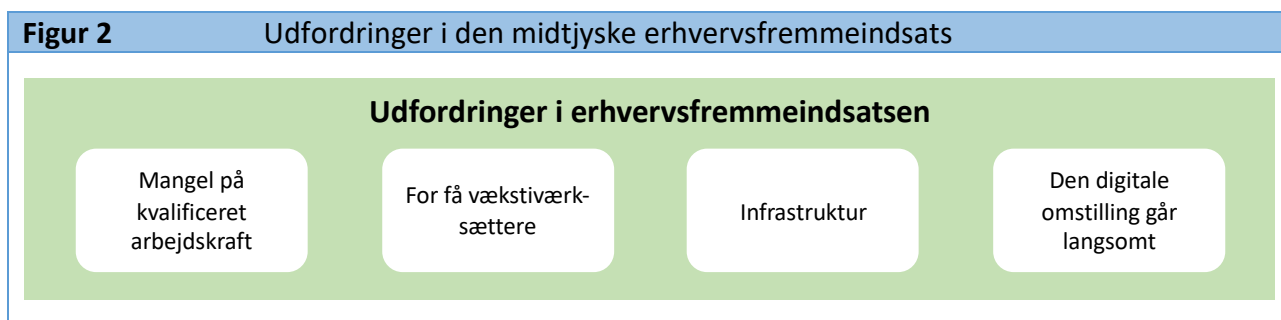 Figur 2 Udfordringer i den midtjyske erhvervsfremmeindsats
Udfordringer i erhvervsfremmeindsatsen
Mangel på
kvalificeret
arbejdskraft
For få vækstiværk-
sættere
Infrastruktur
Den digitale
omstilling går
langsomt